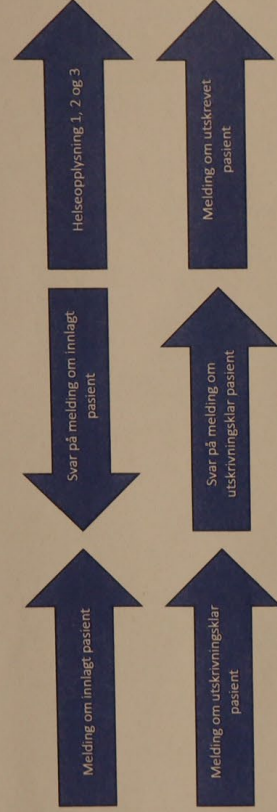 Melding om innlagt pasient
Svar på melding om innlagt
pasient
Helseopplysning 1, 2 og 3
Melding om utskrivningsklar
pasient
Svar på melding om
utskrivningsklar pasient
Melding om utskrevet
pasient